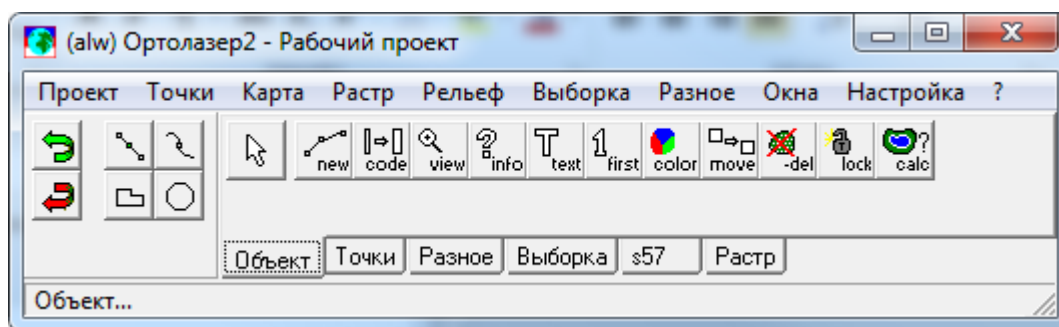 (alw) Ортолазер2 - Рабочий проект
Проект Точки Карта Растр Рельеф Выборка Разное Окна Настройка ?
new code view info text first color move -del lock calc
Объект Точки Разное Выборка s57 Растр
Объект...